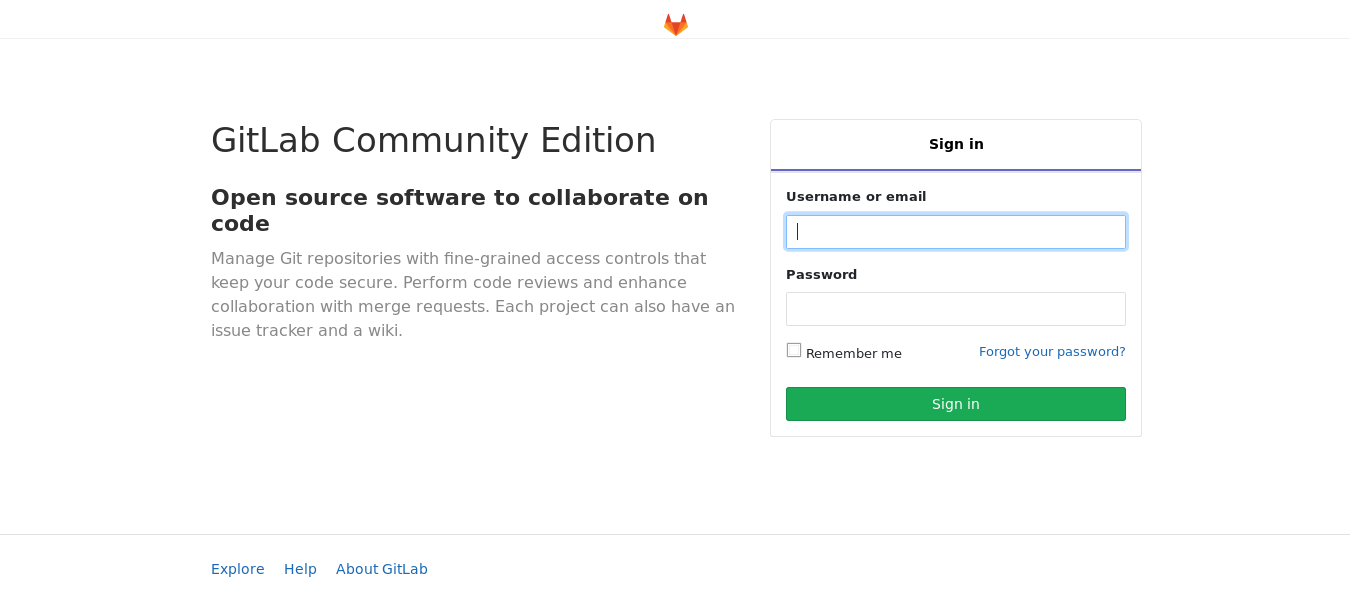 GitLab Community Edition
Open source software to collaborate on
code
Manage Git repositories with fine-grained access controls that
keep your code secure. Perform code reviews and enhance
collaboration with merge requests. Each project can also have an
issue tracker and a wiki.
Sign in
Username or email
Password
Remember me
Forgot your password?
Sign in
Explore
Help
About GitLab